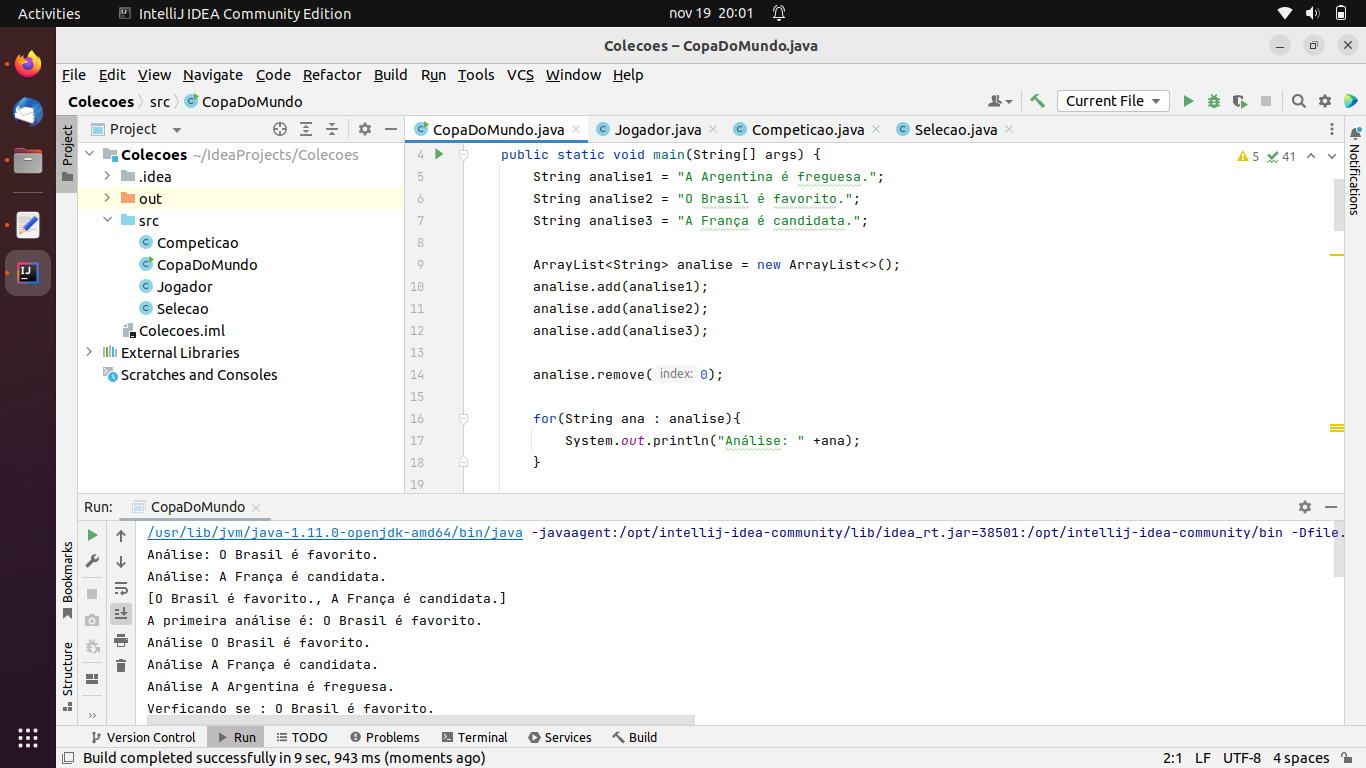 Activities IntelliJ IDEA Community Edition nov 19 20:01
Colecoes – CopaDoMundo.java
File Edit View Navigate Code Refactor Build Run Tools VCS Window Help
Colecoes src CopaDoMundo Current File
Project CopaDoMundo.java Jogador.java Competicao.java Selecao.java
Project
Notifications
Colecoes ~/IdeaProjects/Colecoes
.idea
out
src
Competicao
CopaDoMundo
Jogador
Selecao
Colecoes.iml
External Libraries
Scratches and Consoles
5 41
4 public static void main(String[] args) {
5 String analise1 = "A Argentina é freguesa.";
6 String analise2 = "O Brasil é favorito.";
7 String analise3 = "A França é candidata.";
8
9 ArrayList<String> analise = new ArrayList<>();
10 analise.add(analise1);
11 analise.add(analise2);
12 analise.add(analise3);
13
14 analise.remove( index: 0);
15
16 for(String ana : analise){
17 System.out.println("Análise: " +ana);
18 }
19
Run: CopaDoMundo
Bookmarks
Structure
/usr/lib/jvm/java-1.11.0-openjdk-amd64/bin/java -javaagent:/opt/intellij-idea-community/lib/idea_rt.jar=38501:/opt/intellij-idea-community/bin -Dfile.
Análise: O Brasil é favorito.
Análise: A França é candidata.
[O Brasil é favorito., A França é candidata.]
A primeira análise é: O Brasil é favorito.
Análise O Brasil é favorito.
Análise A França é candidata.
Análise A Argentina é freguesa.
Verficando se : O Brasil é favorito.
Version Control Run TODO Problems Terminal Services Build
Build completed successfully in 9 sec, 943 ms (moments ago) 2:1 LF UTF-8 4 spaces